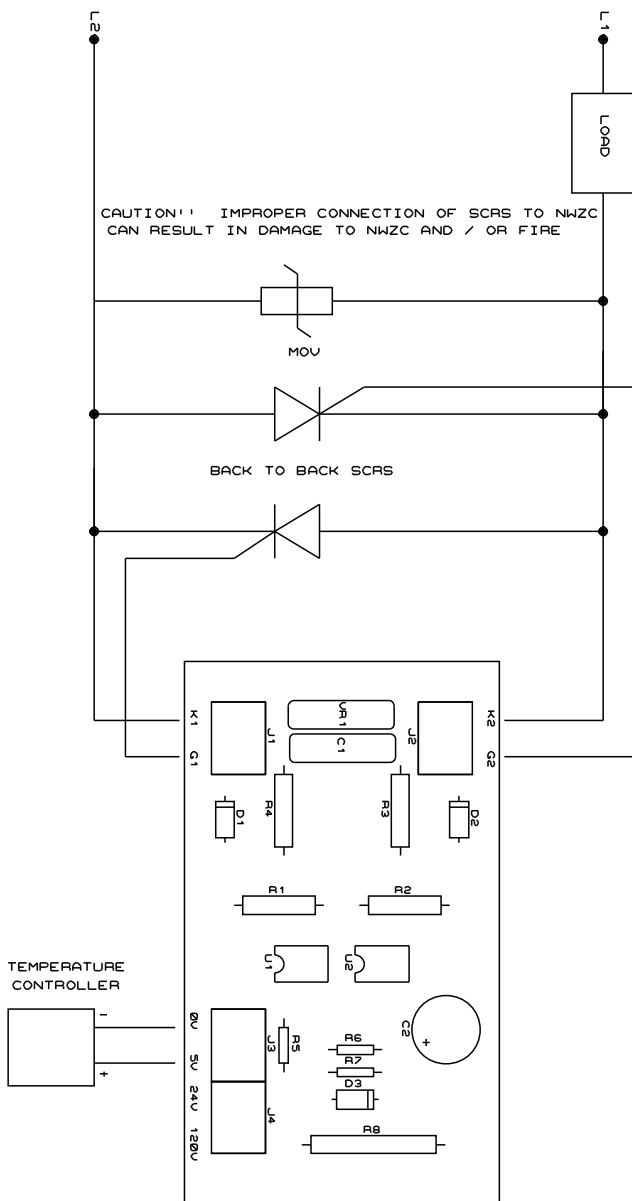 L2
L1
LOAD
CAUTION'' IMPROPER CONNECTION OF SCRS TO NWZC
CAN RESULT IN DAMAGE TO NWZC AND / OR FIRE
MOV
BACK TO BACK SCRS
K1
J1
VR1
J2
K2
G1
C1
G2
D1
R4
R3
D2
R1
R2
U1
U2
TEMPERATURE
CONTROLLER
-
+
0V
5V
24V
120V
J3
J4
R5
R6
R7
D3
C2
+
R8